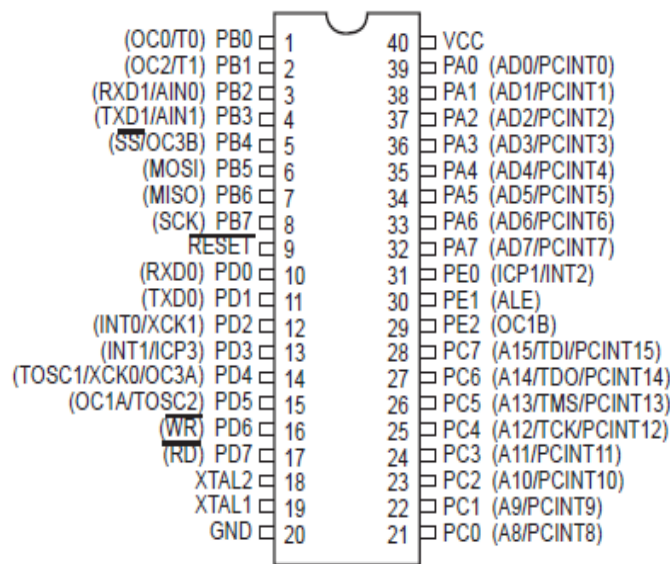 (OC0/T0) PB0 1 40 VCC
(OC2/T1) PB1 2 39 PA0 (AD0/PCINT0)
(RXD1/AIN0) PB2 3 38 PA1 (AD1/PCINT1)
(TXD1/AIN1) PB3 4 37 PA2 (AD2/PCINT2)
(SS/OC3B) PB4 5 36 PA3 (AD3/PCINT3)
(MOSI) PB5 6 35 PA4 (AD4/PCINT4)
(MISO) PB6 7 34 PA5 (AD5/PCINT5)
(SCK) PB7 8 33 PA6 (AD6/PCINT6)
RESET 9 32 PA7 (AD7/PCINT7)
(RXD0) PD0 10 31 PE0 (ICP1/INT2)
(TXD0) PD1 11 30 PE1 (ALE)
(INT0/XCK1) PD2 12 29 PE2 (OC1B)
(INT1/ICP3) PD3 13 28 PC7 (A15/TDI/PCINT15)
(TOSC1/XCK0/OC3A) PD4 14 27 PC6 (A14/TDO/PCINT14)
(OC1A/TOSC2) PD5 15 26 PC5 (A13/TMS/PCINT13)
(WR) PD6 16 25 PC4 (A12/TCK/PCINT12)
(RD) PD7 17 24 PC3 (A11/PCINT11)
XTAL2 18 23 PC2 (A10/PCINT10)
XTAL1 19 22 PC1 (A9/PCINT9)
GND 20 21 PC0 (A8/PCINT8)